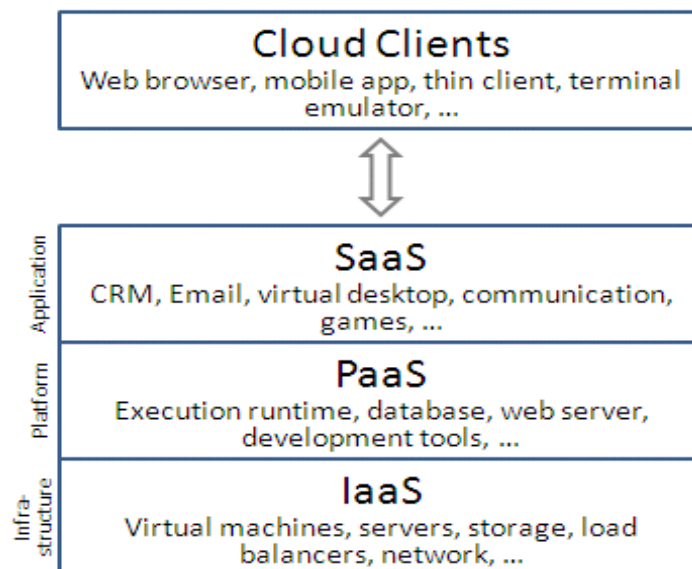 Cloud Clients
Web browser, mobile app, thin client, terminal
emulator, ...
Application
SaaS
CRM, Email, virtual desktop, communication,
games, ...
Platform
PaaS
Execution runtime, database, web server,
development tools, ...
Infra-
structure
IaaS
Virtual machines, servers, storage, load
balancers, network, ...